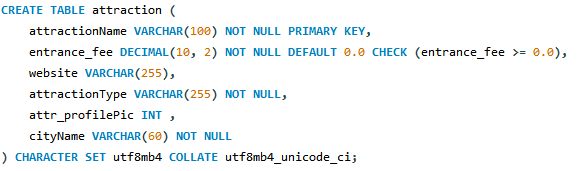 CREATE TABLE attraction (
    attractionName VARCHAR(100) NOT NULL PRIMARY KEY,
    entrance_fee DECIMAL(10, 2) NOT NULL DEFAULT 0.0 CHECK (entrance_fee >= 0.0),
    website VARCHAR(255),
    attractionType VARCHAR(255) NOT NULL,
    attr_profilePic INT ,
    cityName VARCHAR(60) NOT NULL
) CHARACTER SET utf8mb4 COLLATE utf8mb4_unicode_ci;